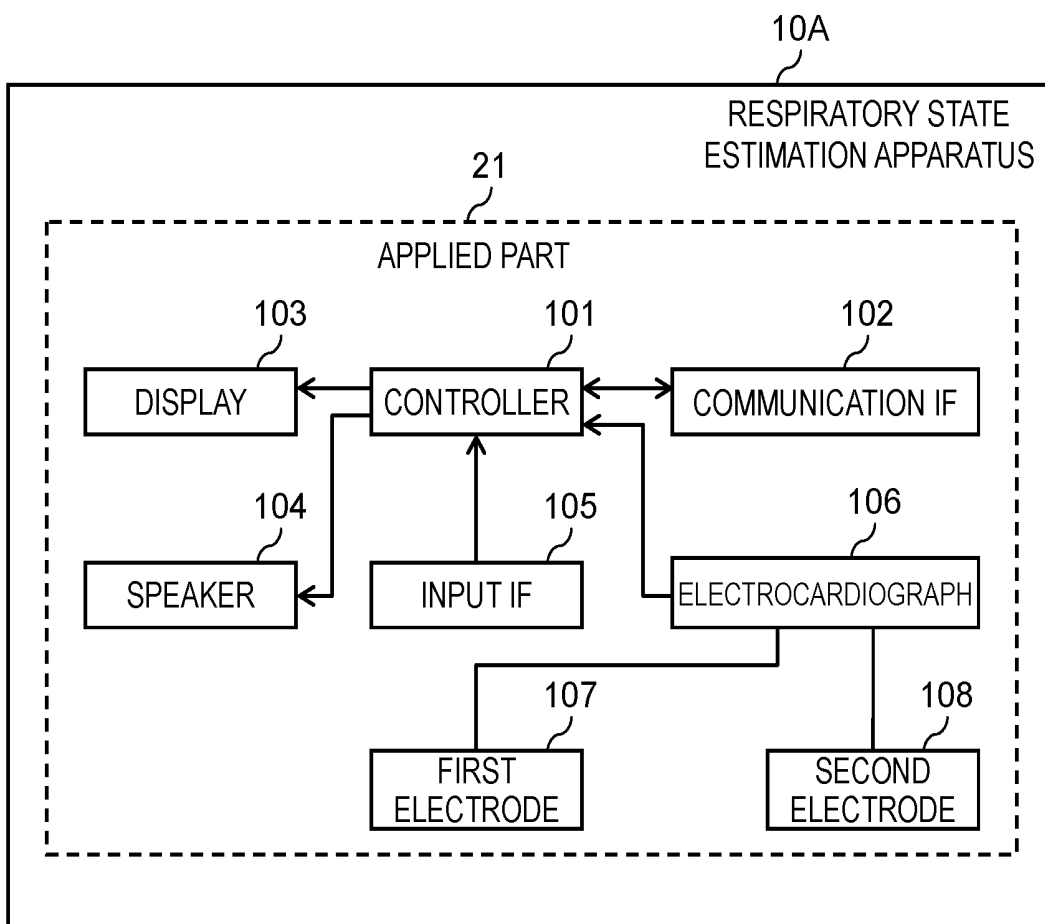 10A
RESPIRATORY STATE
ESTIMATION APPARATUS
21
APPLIED PART
103
101
102
DISPLAY
CONTROLLER
COMMUNICATION IF
104
105
106
SPEAKER
INPUT IF
ELECTROCARDIOGRAPH
107
108
FIRST
ELECTRODE
SECOND
ELECTRODE